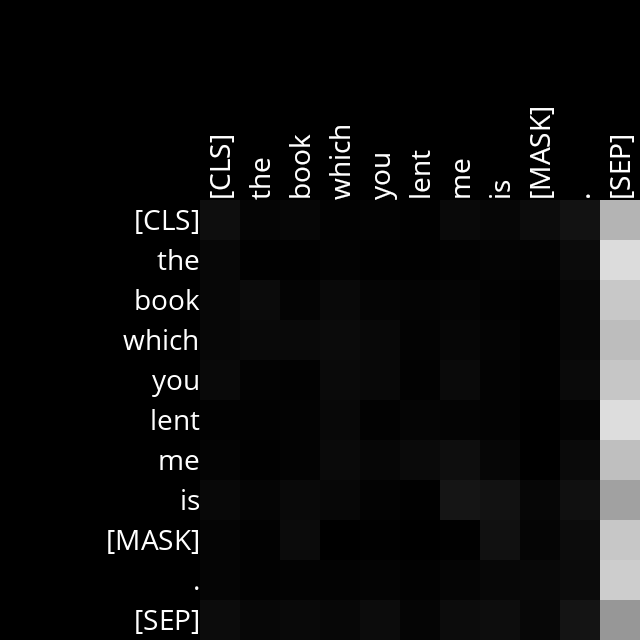 [CLS] the book which you lent me is [MASK] . [SEP]
[CLS]
the
book
which
you
lent
me
is
[MASK]
.
[SEP]